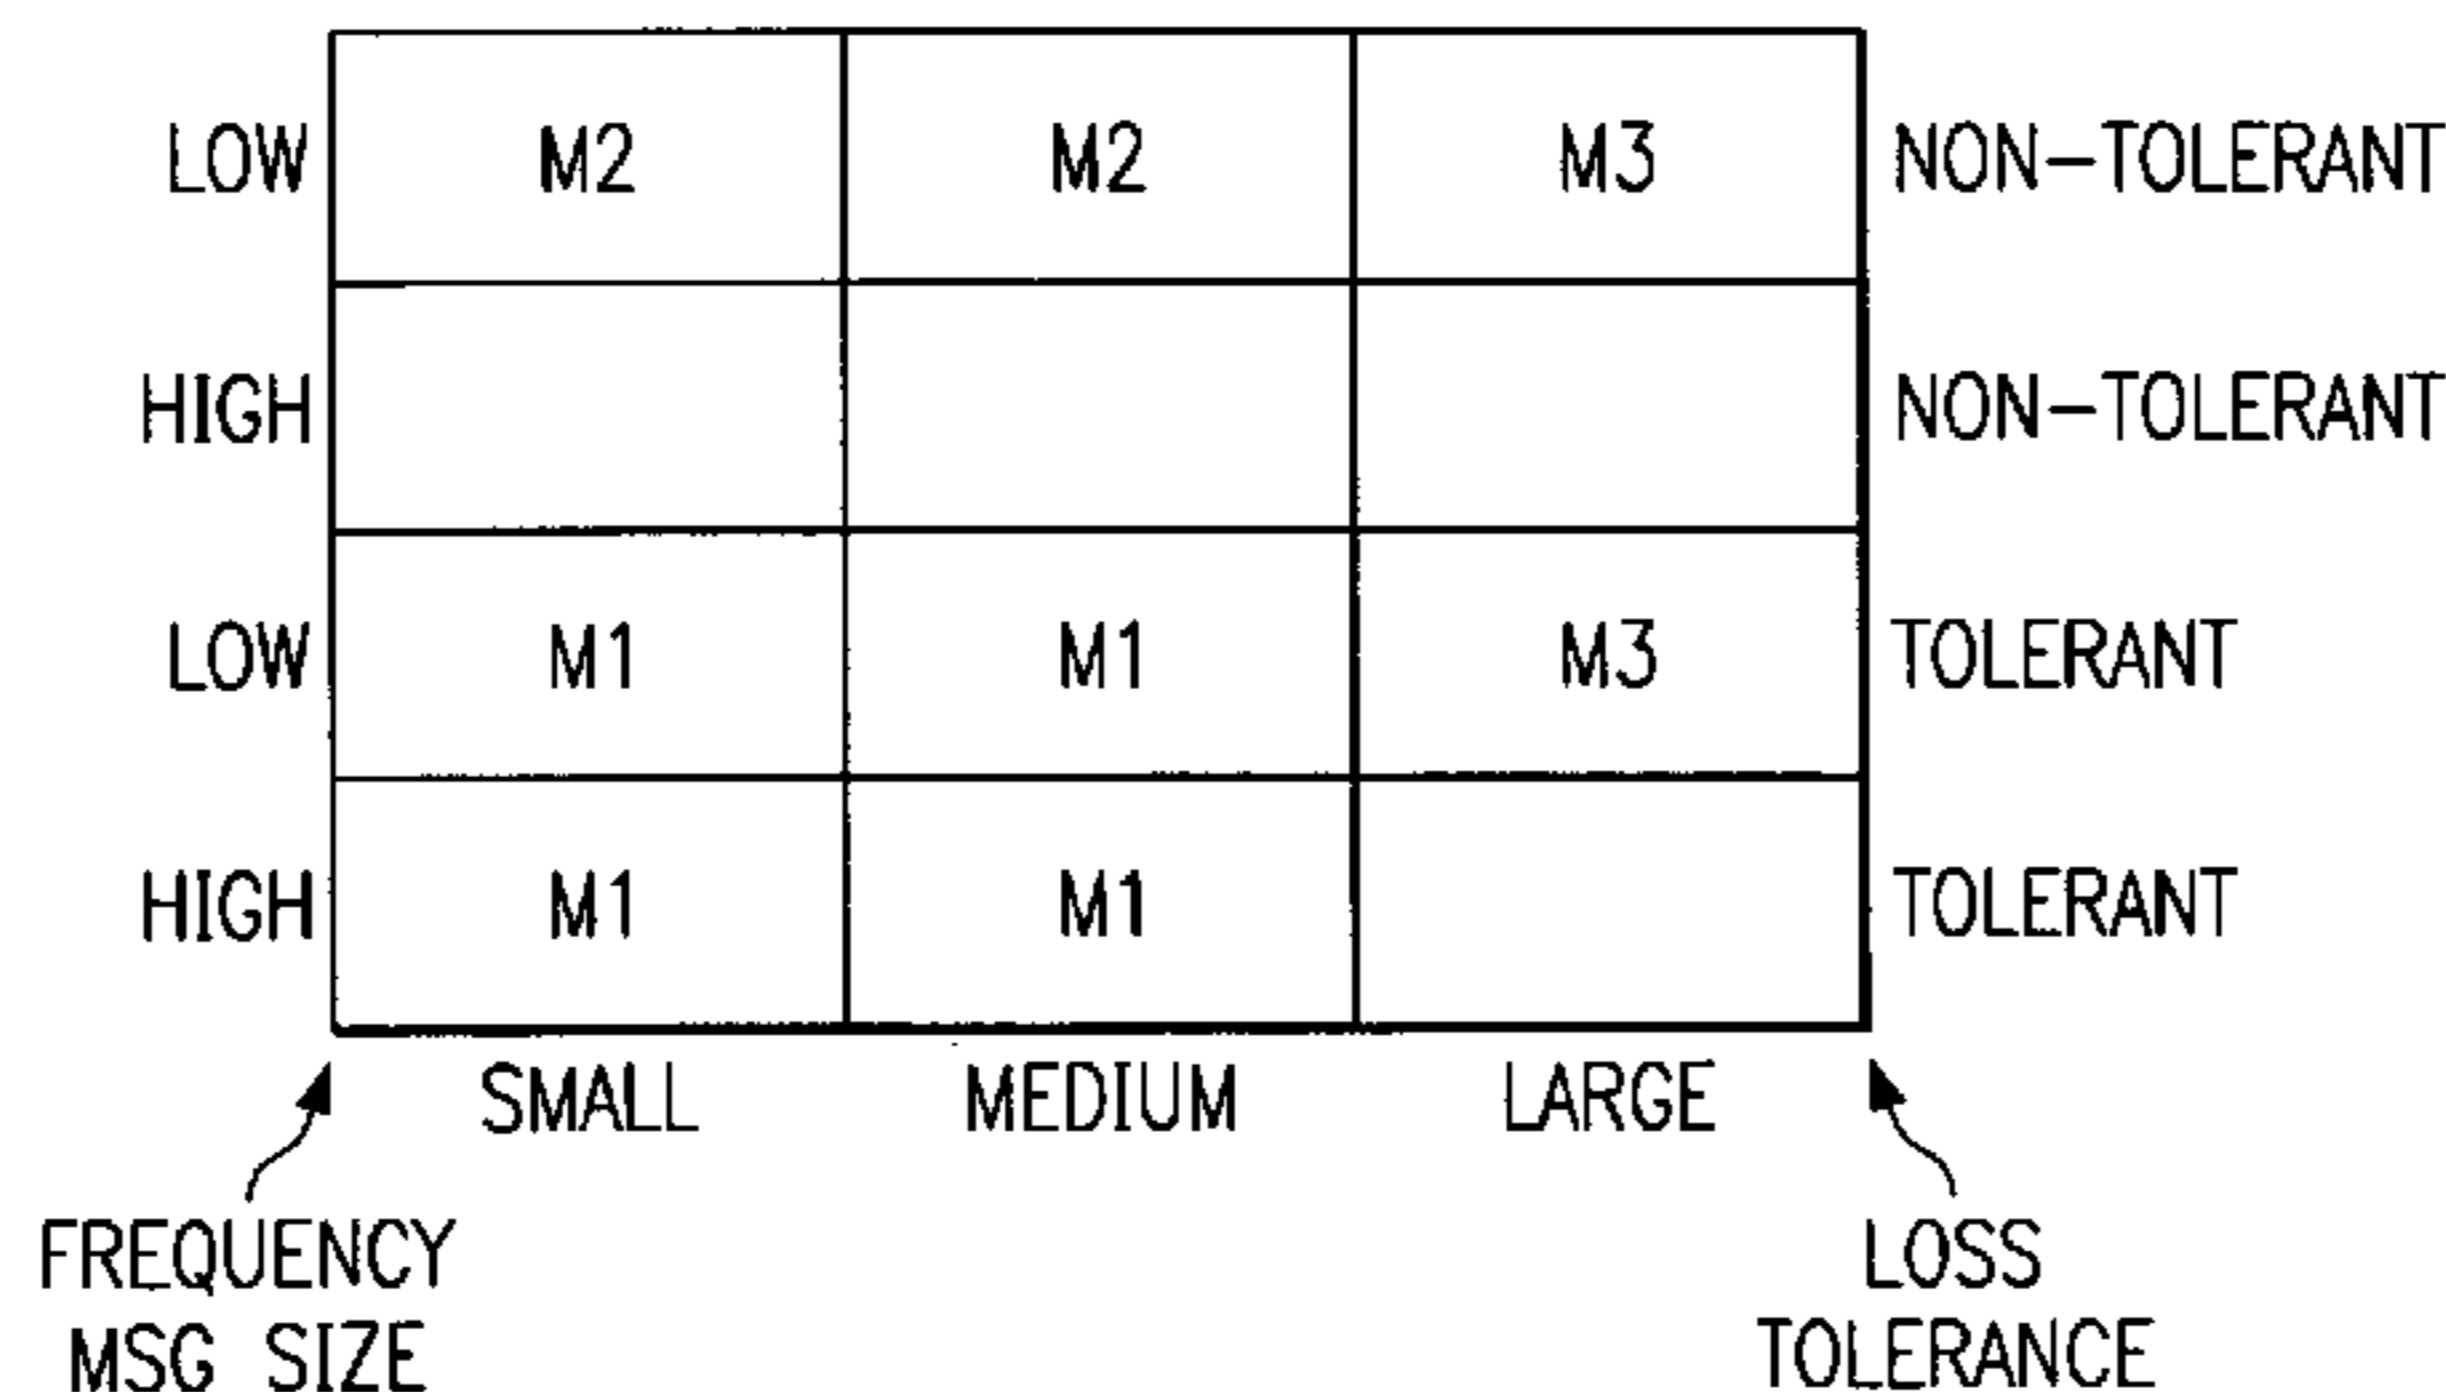 LOW M2 M2 M3 NON-TOLERANT
HIGH NON-TOLERANT
LOW M1 M1 M3 TOLERANT
HIGH M1 M1 TOLERANT
SMALL MEDIUM LARGE
FREQUENCY
MSG SIZE
LOSS
TOLERANCE